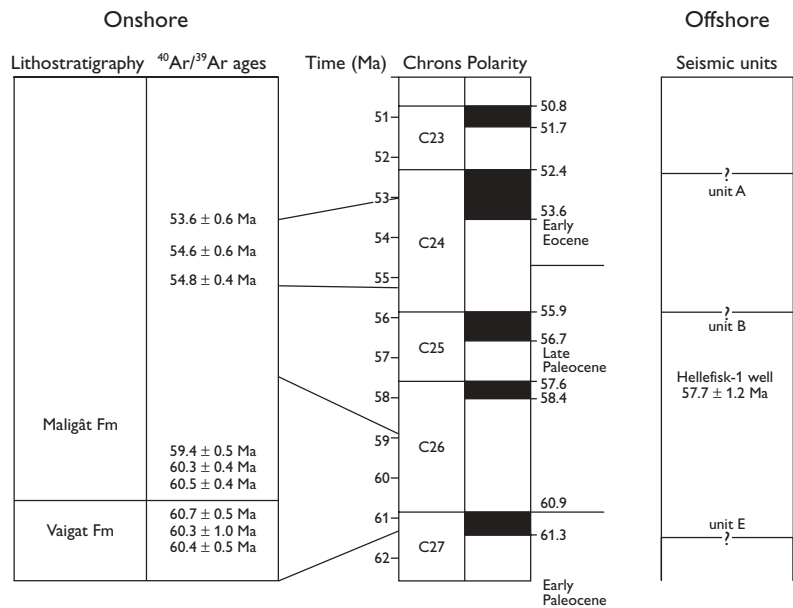 Onshore
Offshore
Lithostratigraphy
⁴⁰Ar/³⁹Ar ages
Time (Ma)
Chrons
Polarity
Seismic units
53.6 ± 0.6 Ma
54.6 ± 0.6 Ma
54.8 ± 0.4 Ma
Maligât Fm
59.4 ± 0.5 Ma
60.3 ± 0.4 Ma
60.5 ± 0.4 Ma
Vaigat Fm
60.7 ± 0.5 Ma
60.3 ± 1.0 Ma
60.4 ± 0.5 Ma
51
52
53
54
55
56
57
58
59
60
61
62
C23
C24
C25
C26
C27
50.8
51.7
52.4
53.6
Early
Eocene
55.9
56.7
Late
Paleocene
57.6
58.4
60.9
61.3
Early
Paleocene
?
unit A
?
unit B
Hellefisk-1 well
57.7 ± 1.2 Ma
unit E
?